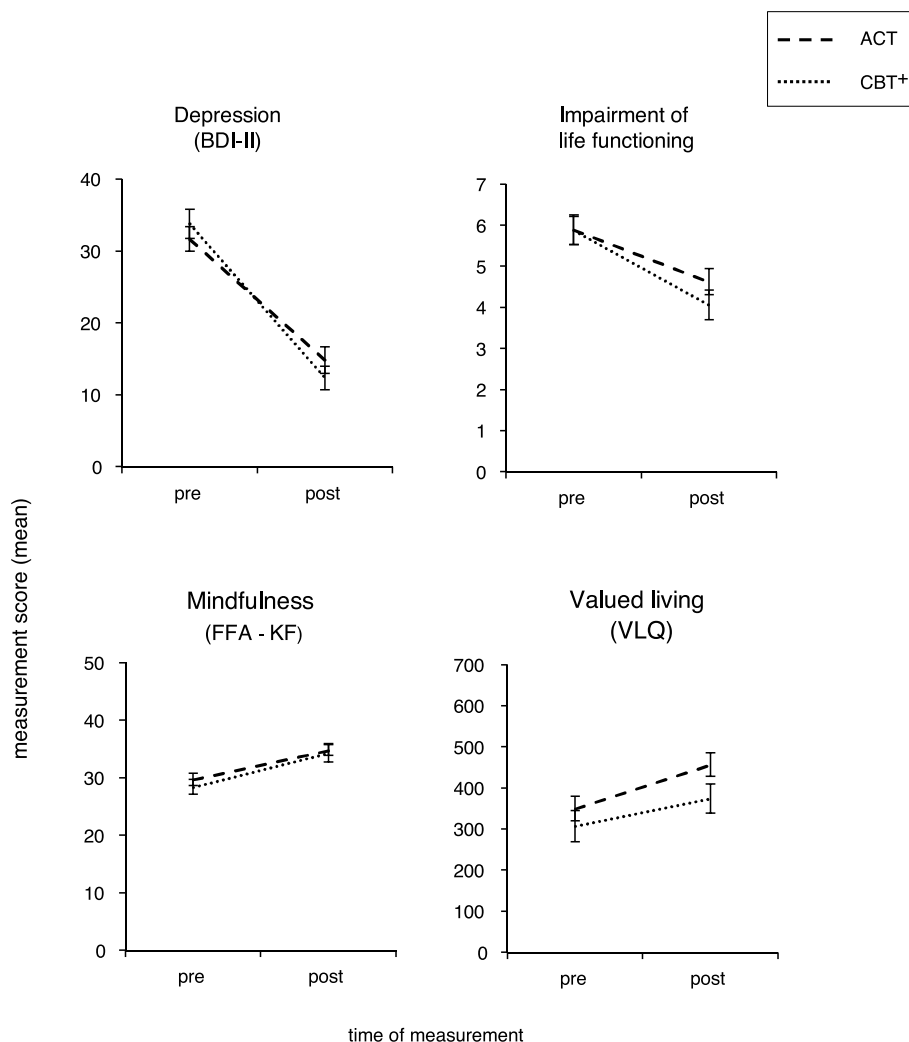 ACT
CBT+
Depression
(BDI-II)
40
30
20
10
0
pre post
Impairment of
life functioning
7
6
5
4
3
2
1
0
pre post
measurement score (mean)
Mindfulness
(FFA - KF)
50
40
30
20
10
0
pre post
Valued living
(VLQ)
700
600
500
400
300
200
100
0
pre post
time of measurement